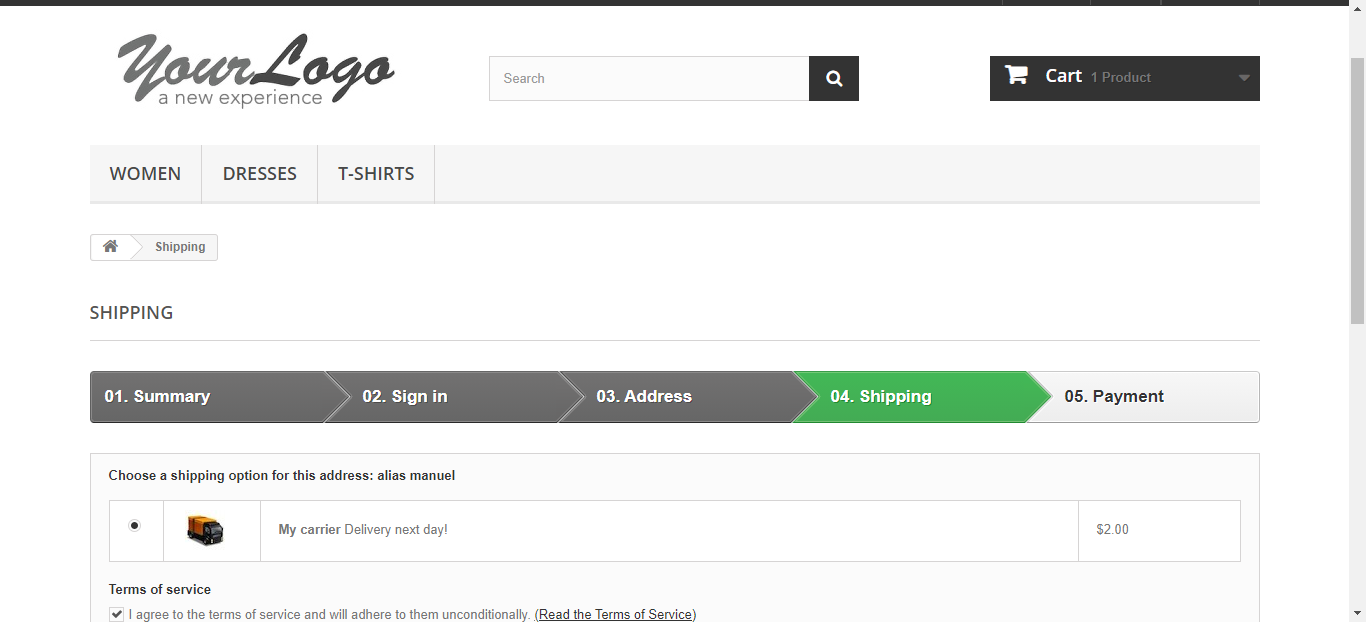 YourLogo
a new experience
Search
Cart 1 Product
WOMEN DRESSES T-SHIRTS
Shipping
SHIPPING
01. Summary 02. Sign in 03. Address 04. Shipping 05. Payment
Choose a shipping option for this address: alias manuel
My carrier Delivery next day! $2.00
Terms of service
I agree to the terms of service and will adhere to them unconditionally. (Read the Terms of Service)